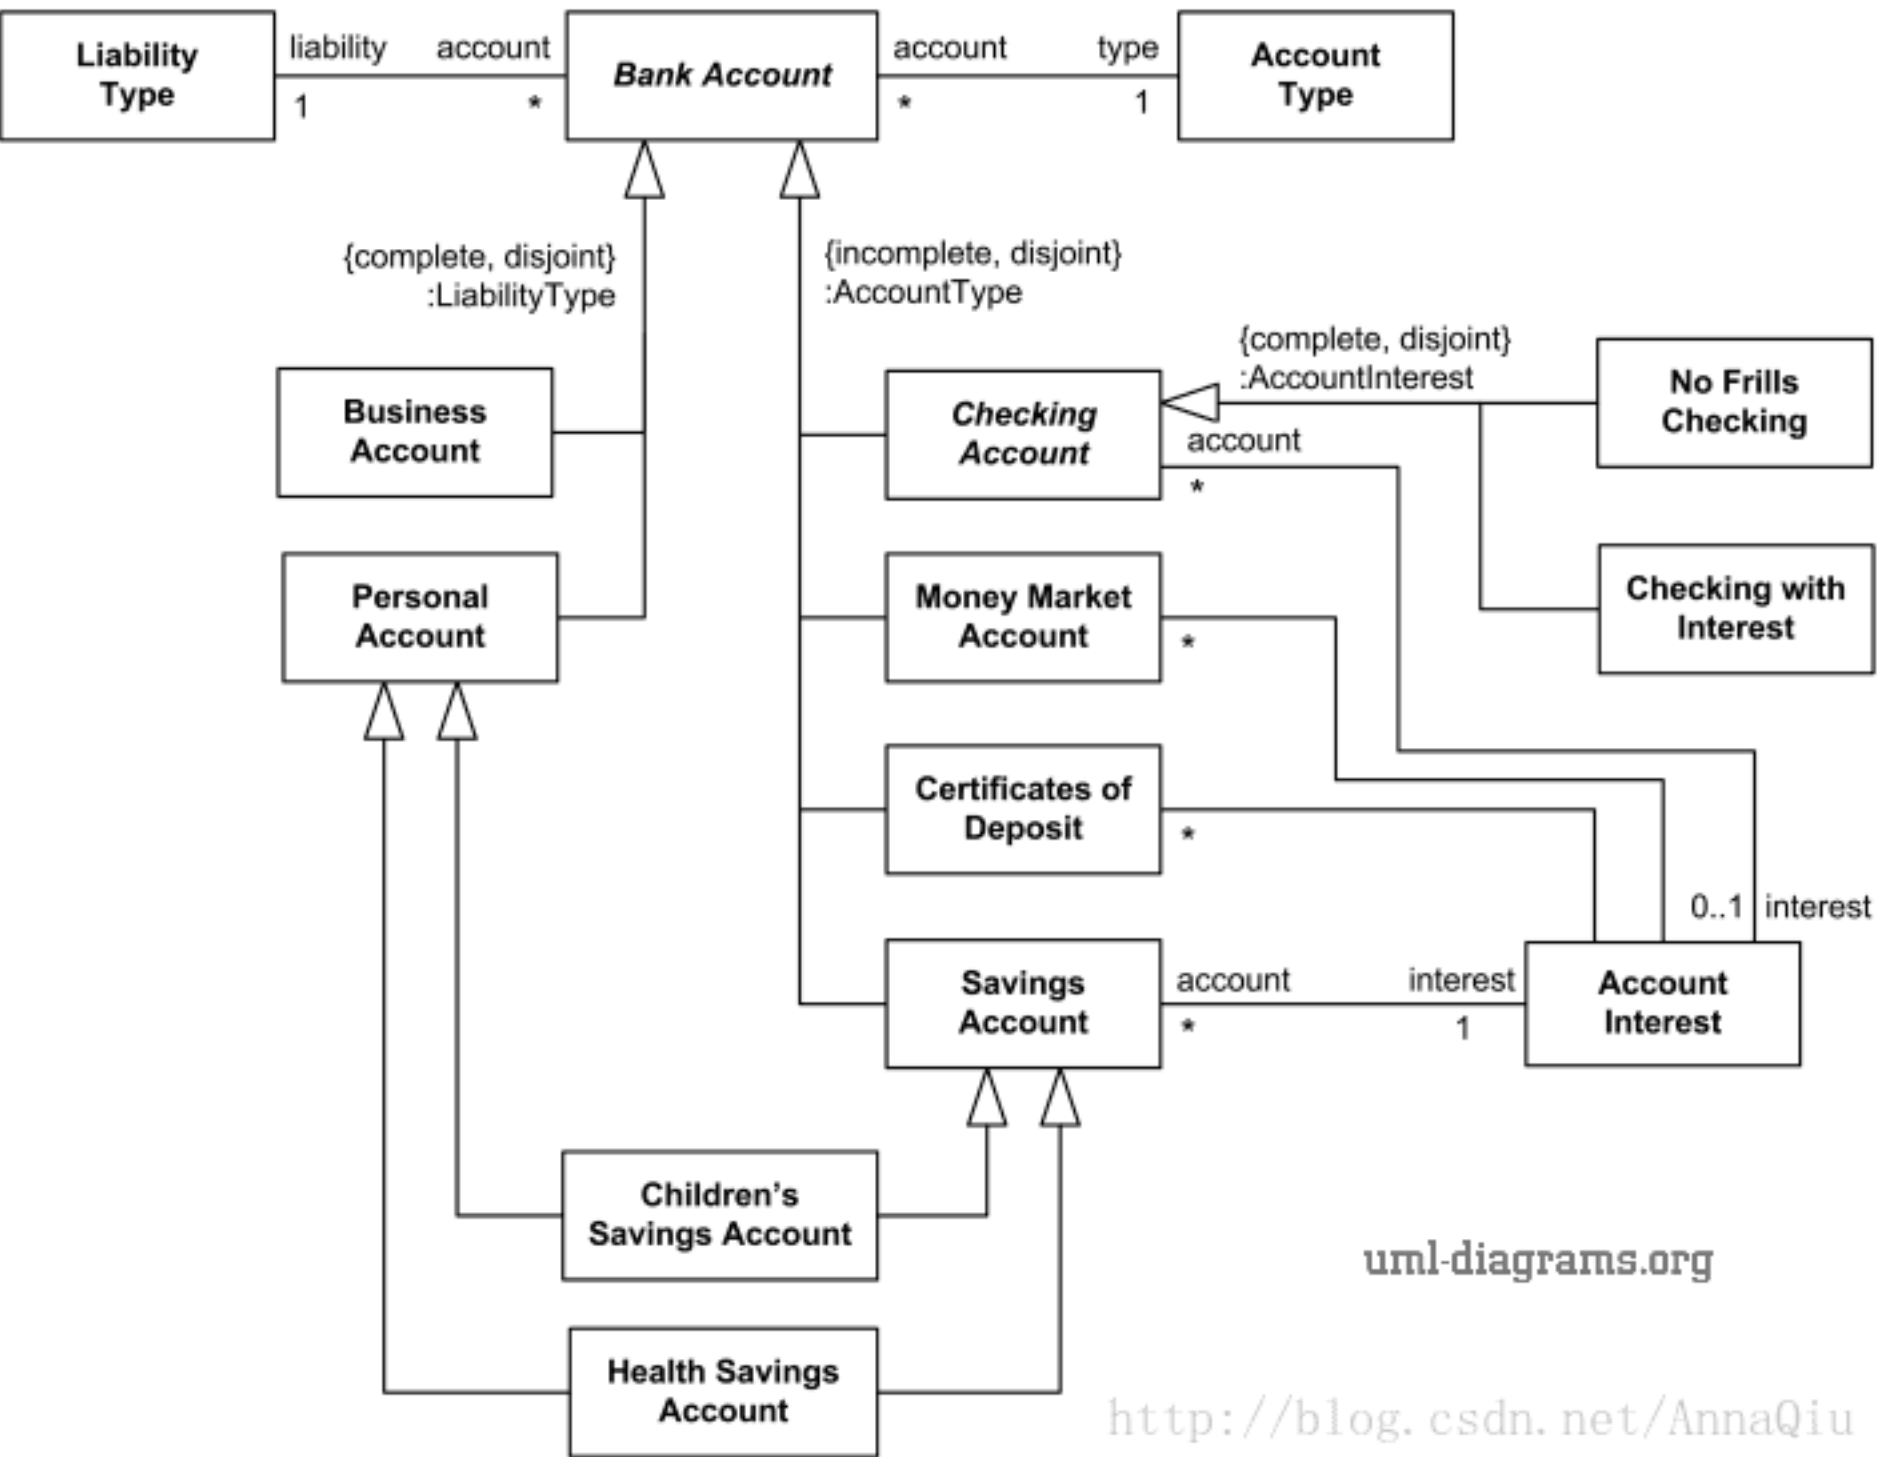 Liability
Type
liability
account
1
*
Bank Account
account
type
*
1
Account
Type
{complete, disjoint}
:LiabilityType
{incomplete, disjoint}
:AccountType
Business
Account
Personal
Account
Checking
Account
{complete, disjoint}
:AccountInterest
account
*
No Frills
Checking
Checking with
Interest
Money Market
Account
*
Certificates of
Deposit
*
0..1
interest
Savings
Account
account
interest
*
1
Account
Interest
Children’s
Savings Account
Health Savings
Account
uml-diagrams.org
http://blog.csdn.net/AnnaQiu